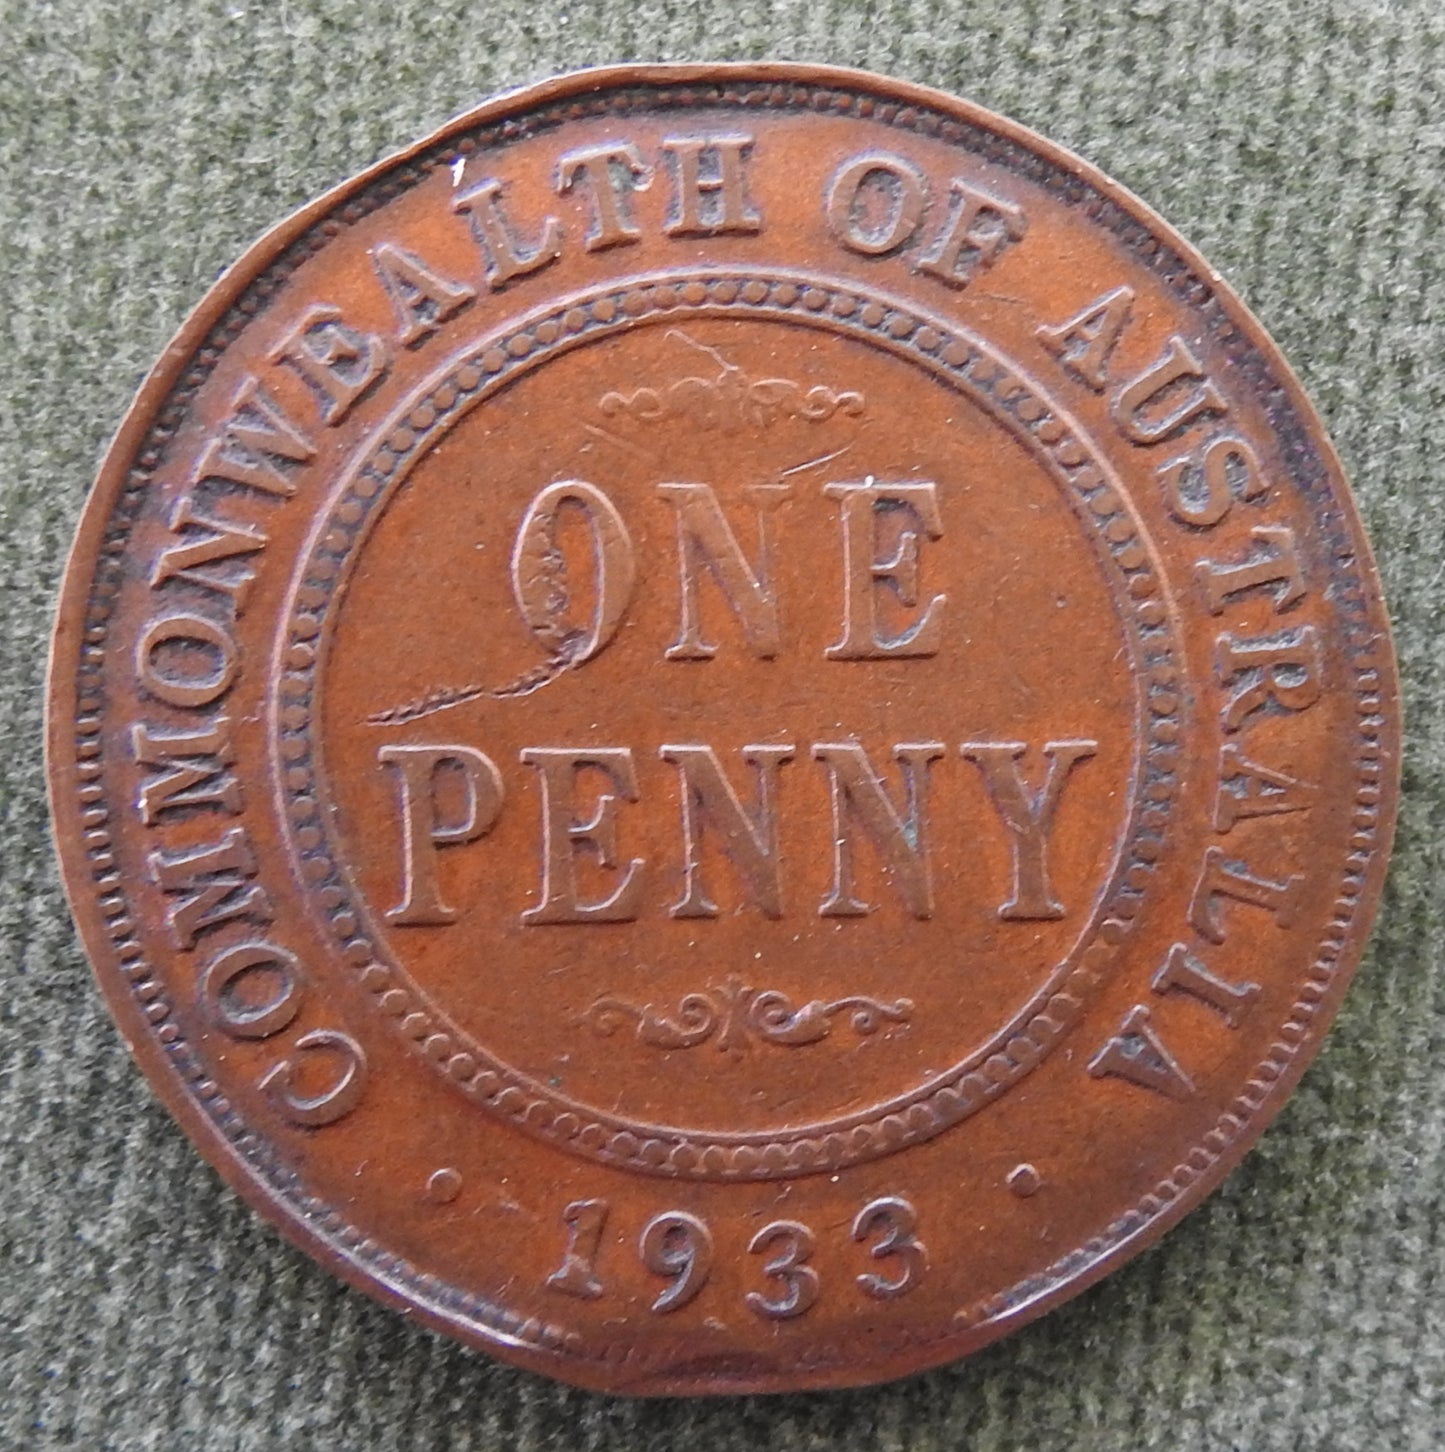 COMMONWEALTH OF AUSTRALIA
ONE
PENNY
· 1933 ·